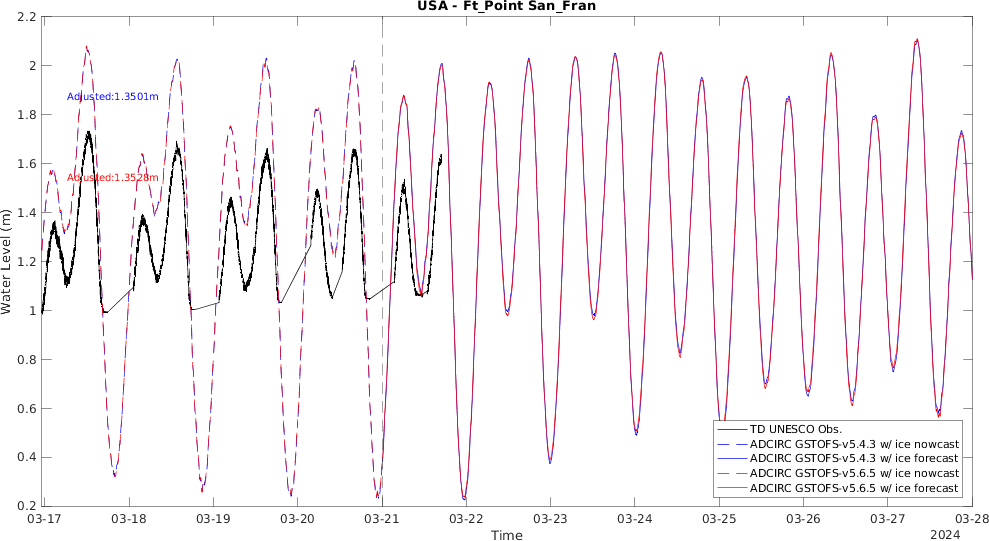 USA - Ft_Point San_Fran
2.2
2
1.8
1.6
1.4
1.2
1
0.8
0.6
0.4
0.2
Water Level (m)
Adjusted:1.3501m
Adjusted:1.3528m
TD UNESCO Obs.
ADCIRC GSTOFS-v5.4.3 w/ ice nowcast
ADCIRC GSTOFS-v5.4.3 w/ ice forecast
ADCIRC GSTOFS-v5.6.5 w/ ice nowcast
ADCIRC GSTOFS-v5.6.5 w/ ice forecast
03-17 03-18 03-19 03-20 03-21 03-22 03-23 03-24 03-25 03-26 03-27 03-28
Time
2024